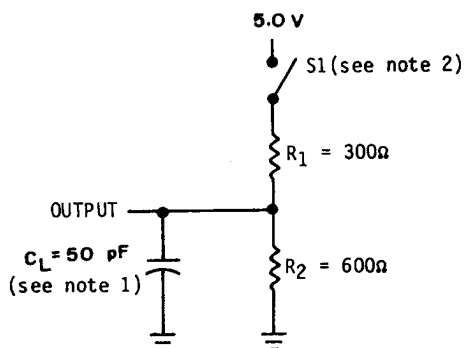 5.0 V
S1(see note 2)
R1 = 300Ω
OUTPUT
CL=50 pF
(see note 1)
R2 = 600Ω